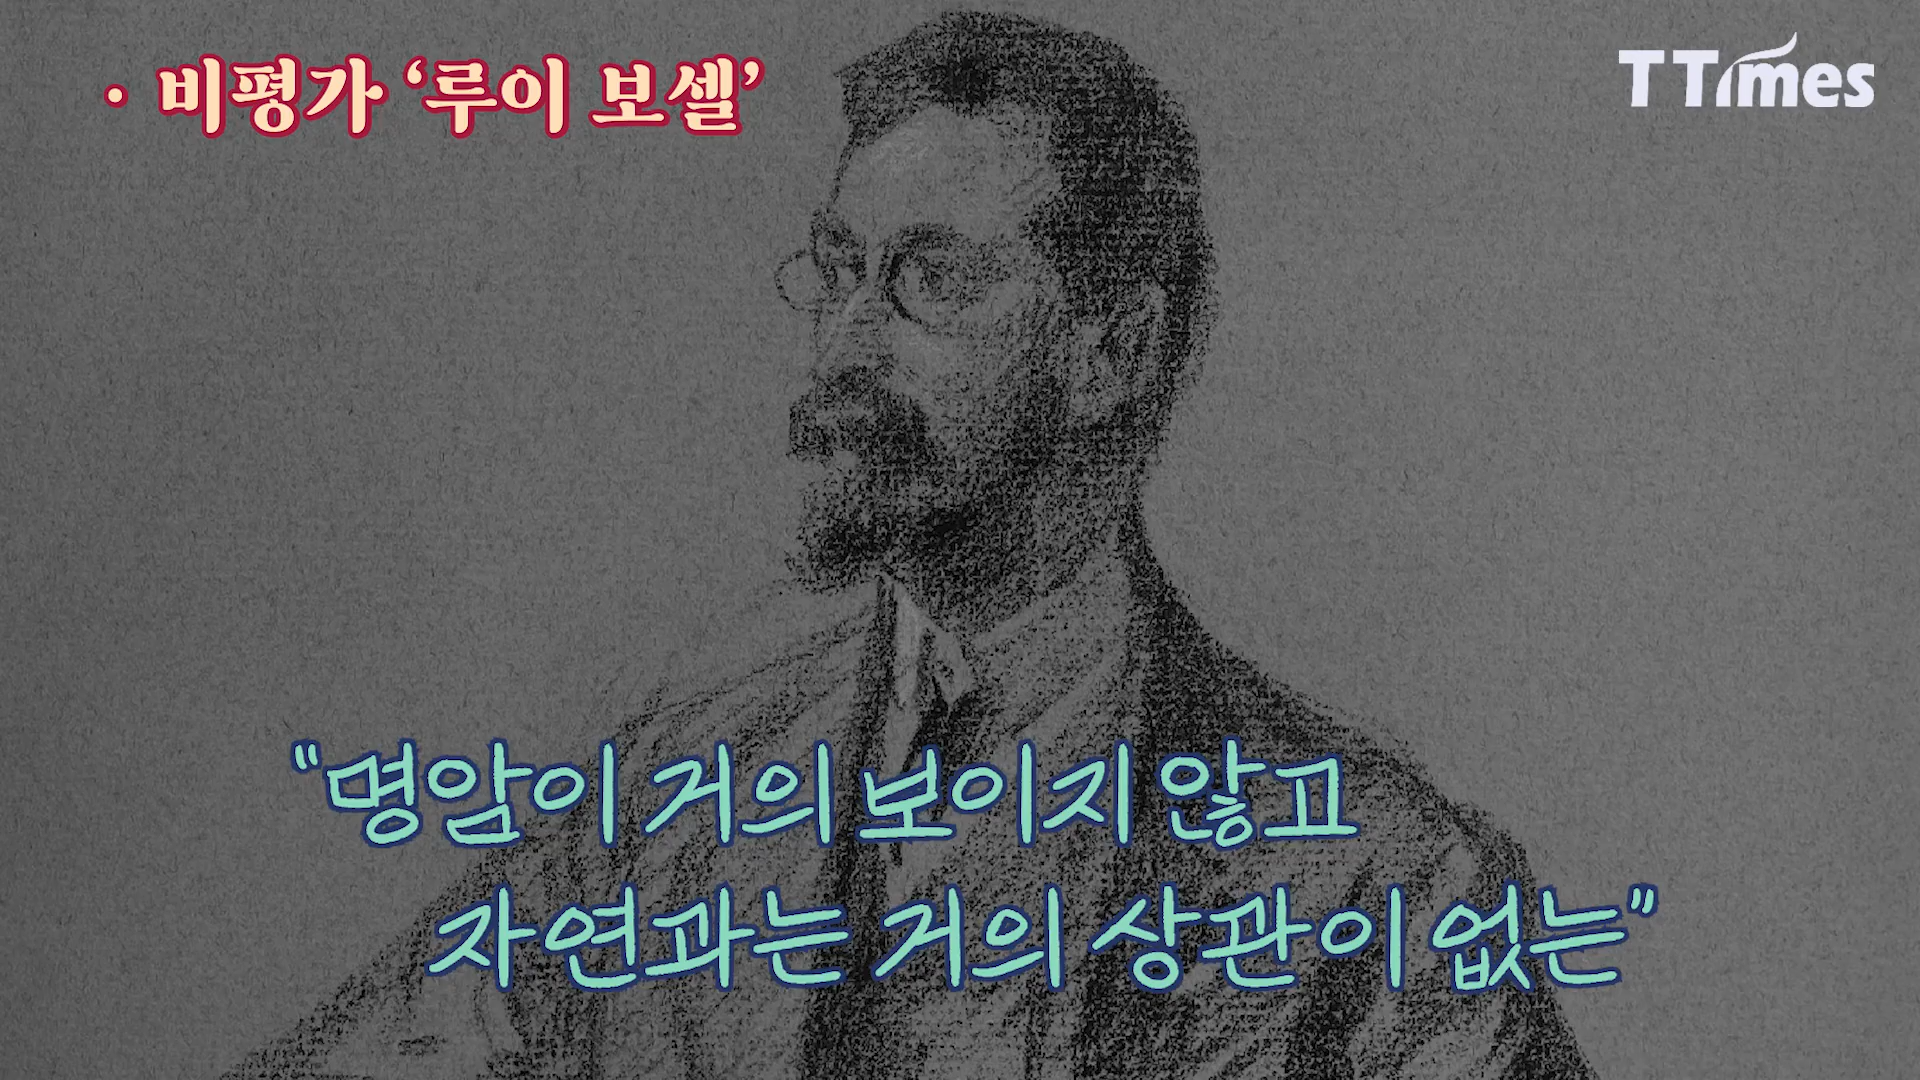 · 비평가 ‘루이 보셀’
TTimes
"명암이 거의 보이지 않고
자연과는 거의 상관이 없는"